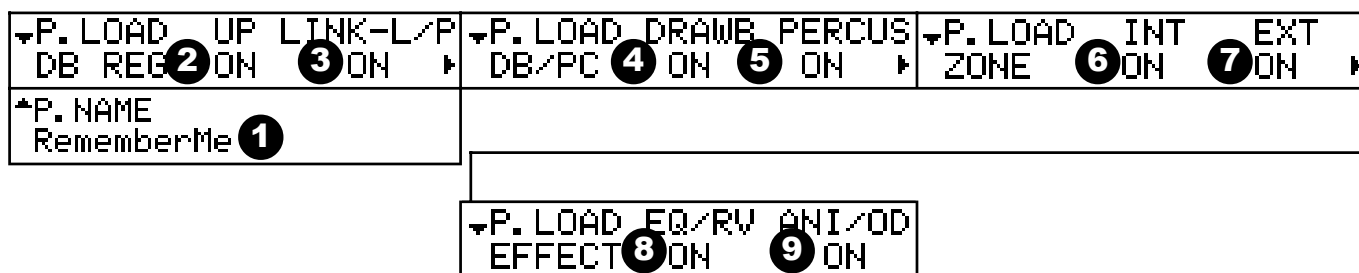 P.LOAD UP LINK-L/P
DB REG 2 ON 3 ON
P.LOAD DRAWB PERCUS
DB/PC 4 ON 5 ON
P.LOAD INT EXT
ZONE 6 ON 7 ON
P.NAME
RememberMe 1
P.LOAD EQ/RV ANI/OD
EFFECT 8 ON 9 ON